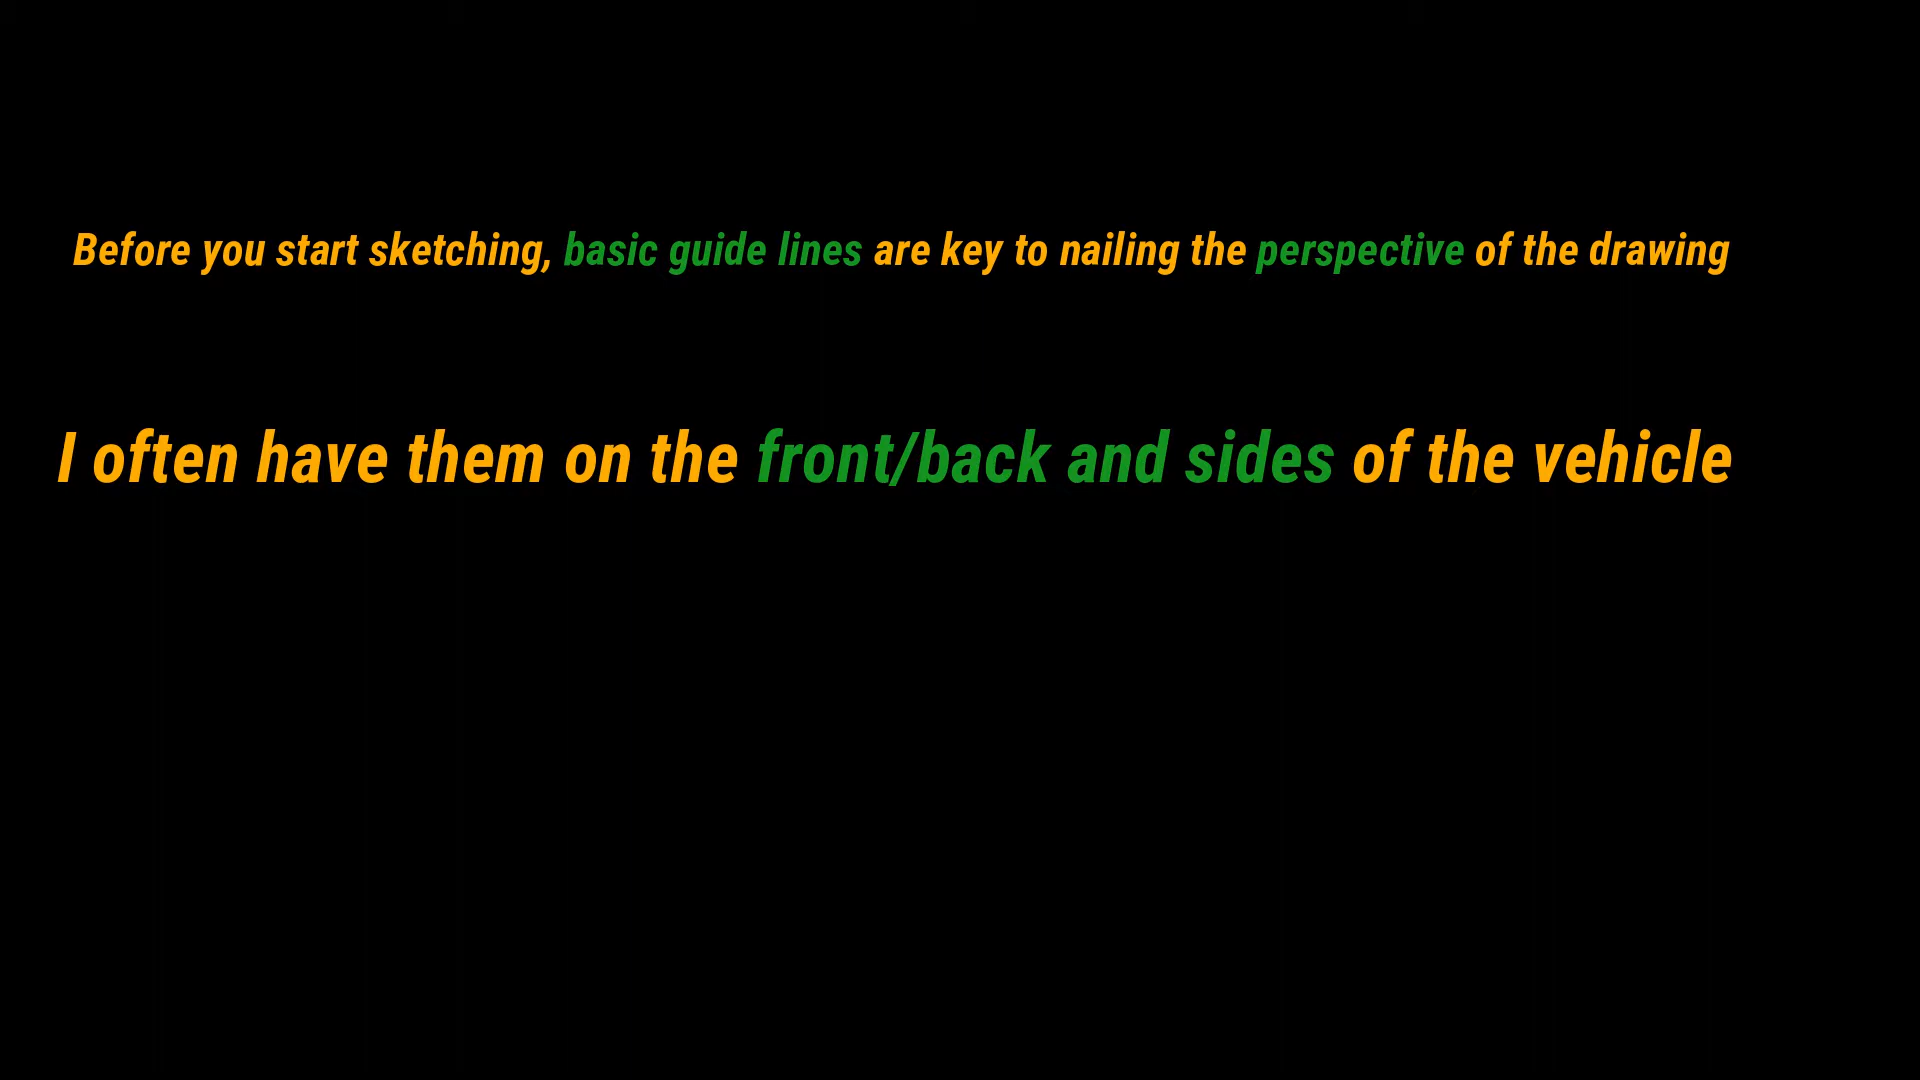 Before you start sketching, basic guide lines are key to nailing the perspective of the drawing
I often have them on the front/back and sides of the vehicle